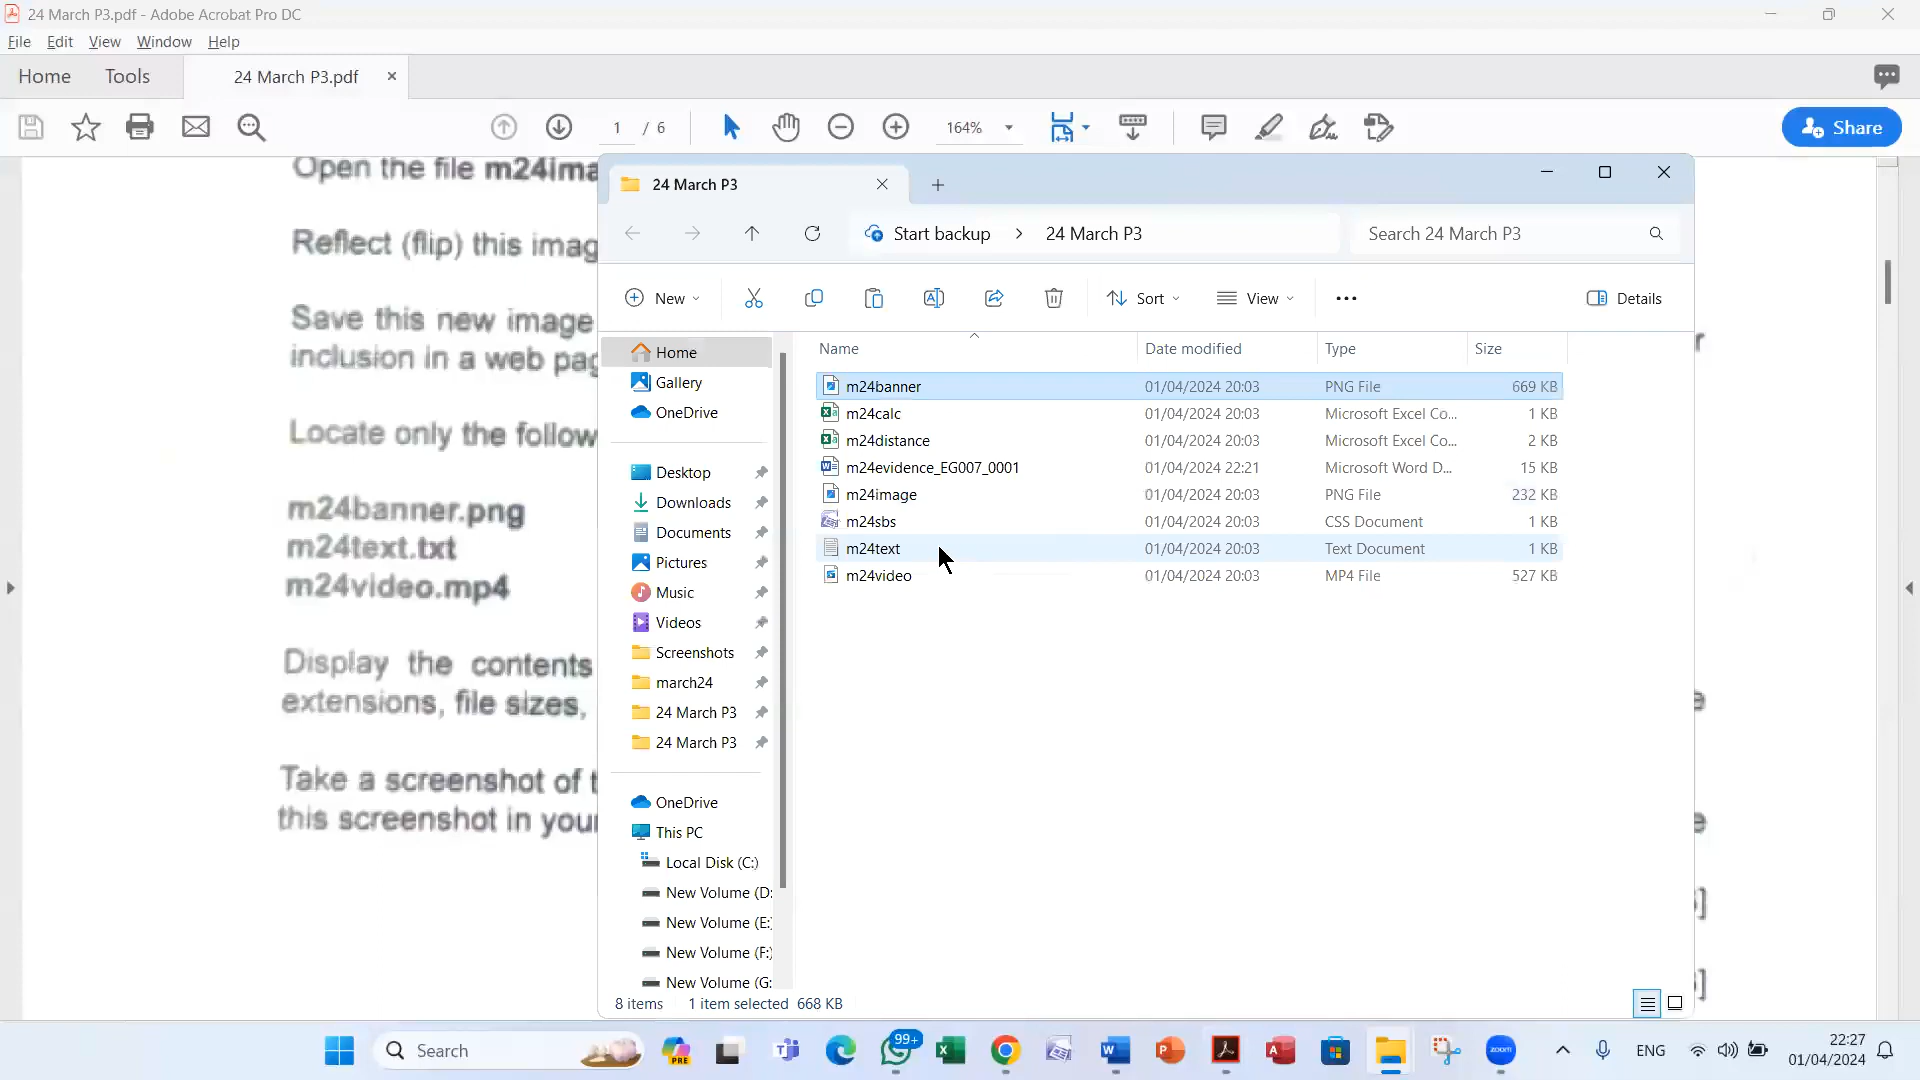 24 March P3.pdf - Adobe Acrobat Pro DC
File Edit View Window Help
Home Tools 24 March P3.pdf
1 / 6 164% Share
Open the file m24ima
Reflect (flip) this imag
Save this new image
inclusion in a web pag
Locate only the follow
m24banner.png
m24text.txt
m24video.mp4
Display the contents
extensions, file sizes,
Take a screenshot of t
this screenshot in your
24 March P3
Start backup 24 March P3 Search 24 March P3
New Sort View Details
Home
Gallery
OneDrive
Desktop
Downloads
Documents
Pictures
Music
Videos
Screenshots
march24
24 March P3
24 March P3
OneDrive
This PC
Local Disk (C:)
New Volume (D:
New Volume (E:)
New Volume (F:)
New Volume (G:
Name Date modified Type Size
m24banner 01/04/2024 20:03 PNG File 669 KB
m24calc 01/04/2024 20:03 Microsoft Excel Co... 1 KB
m24distance 01/04/2024 20:03 Microsoft Excel Co... 2 KB
m24evidence_EG007_0001 01/04/2024 22:21 Microsoft Word D... 15 KB
m24image 01/04/2024 20:03 PNG File 232 KB
m24sbs 01/04/2024 20:03 CSS Document 1 KB
m24text 01/04/2024 20:03 Text Document 1 KB
m24video 01/04/2024 20:03 MP4 File 527 KB
8 items 1 item selected 668 KB
Search PRE 99+ zoom ENG 22:27
01/04/2024